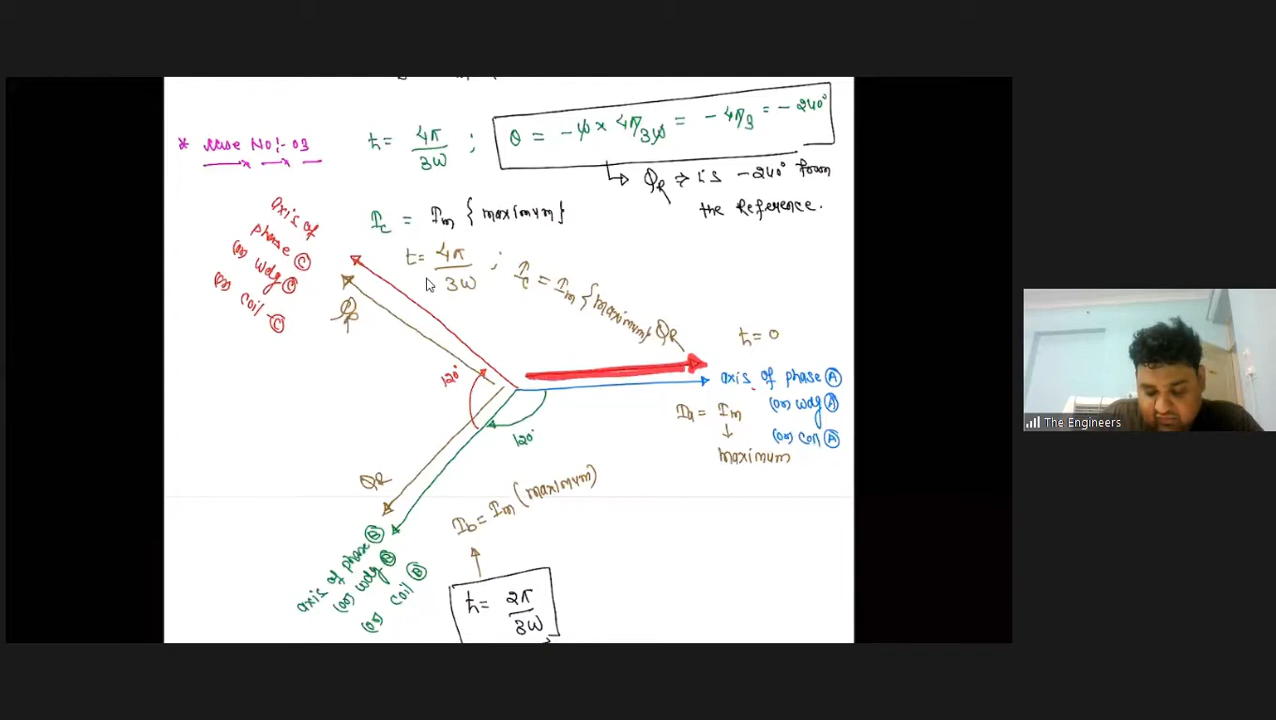 * Case No:- 03
t = 4π/3ω ; θ = -ω × 4π/3ω = -4π/3 = -240°
→ ΦR ⇒ is -240° from
the Reference.
Ic = Im {maximum}
axis of
phase C
(or) wdg C
(or) coil - C
t = 4π/3ω ; Ic = Im {maximum}
ΦR
ΦR
t = 0
axis of phase A
(or) wdg A
(or) coil A
Ia = Im
↓
maximum
120°
120°
ΦR
Ib = Im (maximum)
axis of phase B
(or) wdg B
(or) coil B
t = 2π/3ω
The Engineers